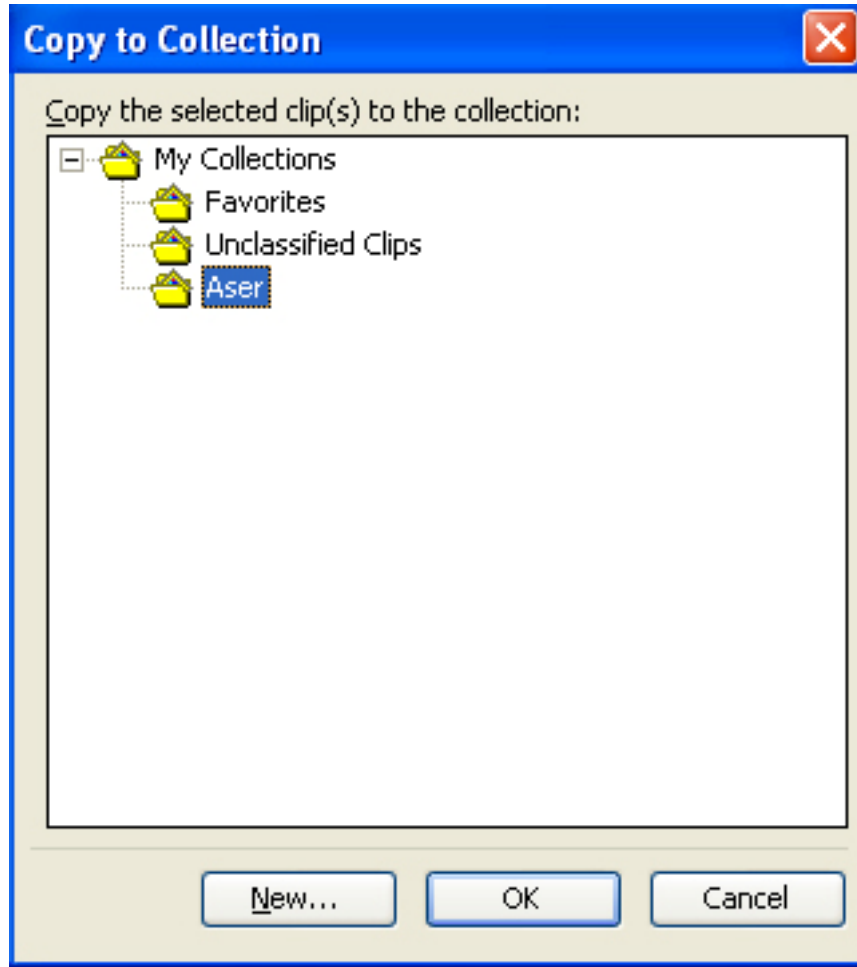 Copy to Collection
Copy the selected clip(s) to the collection:
My Collections
Favorites
Unclassified Clips
Aser
New... OK Cancel